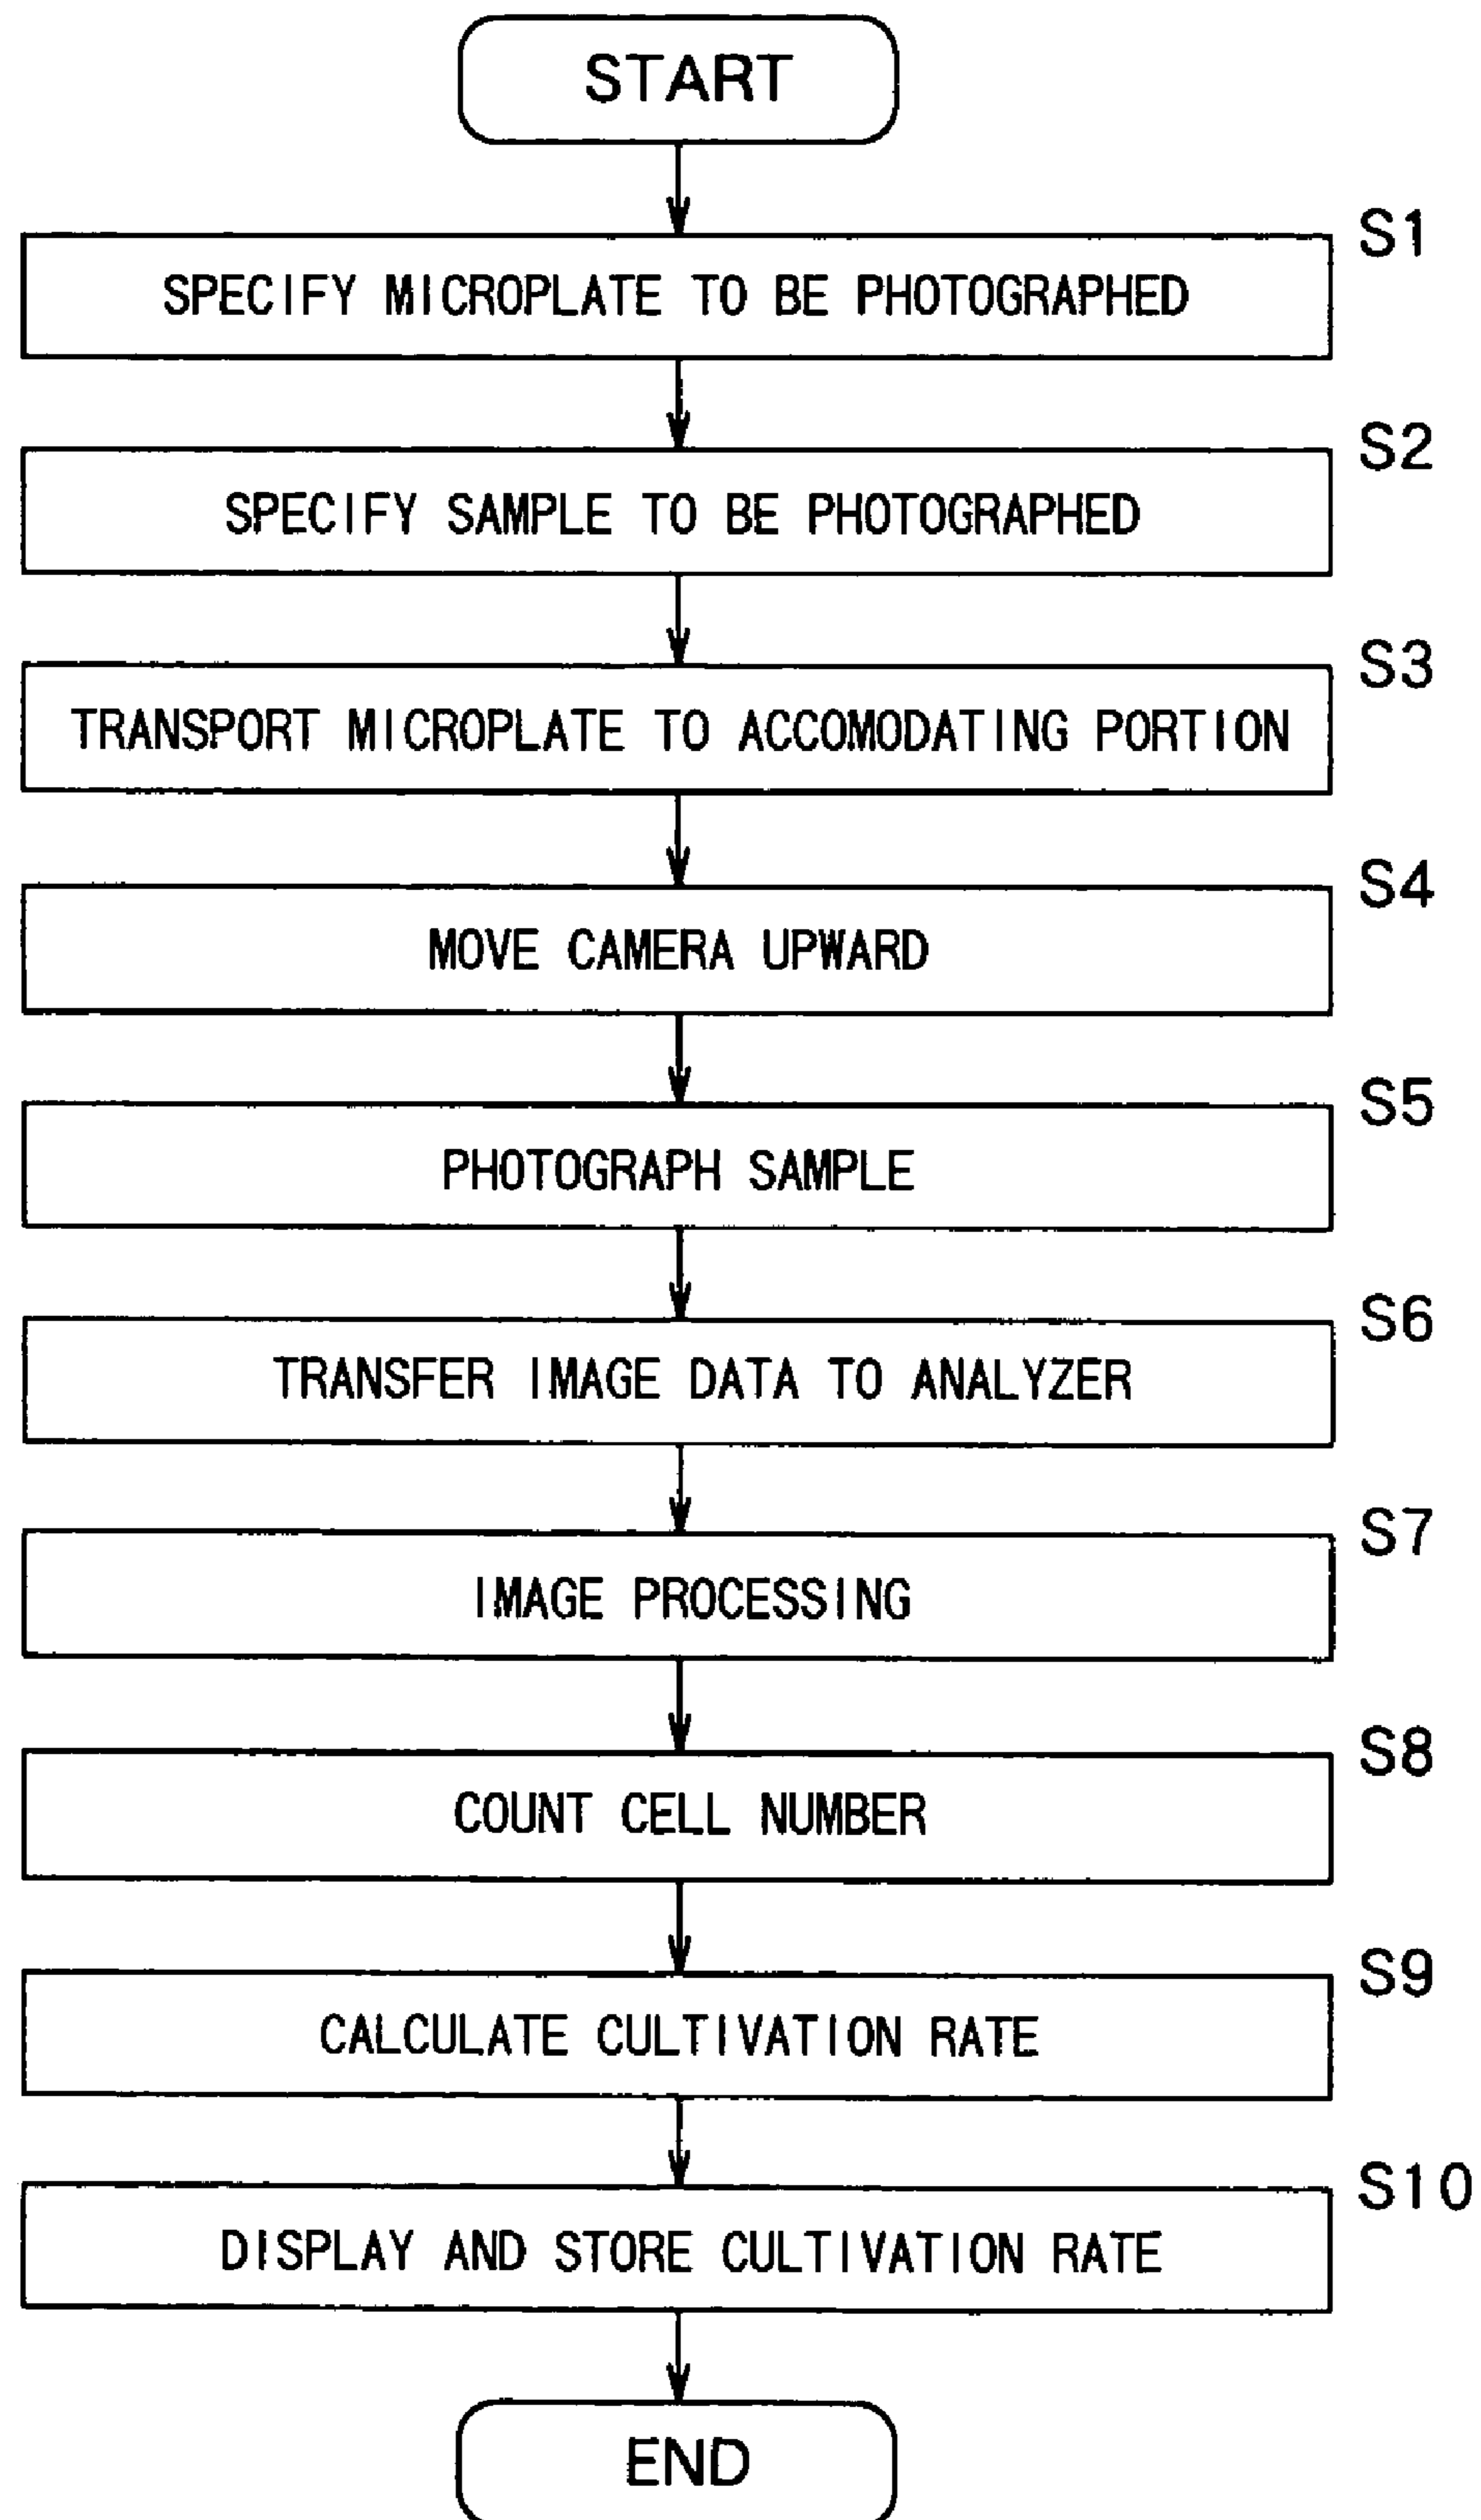 START
S1
SPECIFY MICROPLATE TO BE PHOTOGRAPHED
S2
SPECIFY SAMPLE TO BE PHOTOGRAPHED
S3
TRANSPORT MICROPLATE TO ACCOMODATING PORTION
S4
MOVE CAMERA UPWARD
S5
PHOTOGRAPH SAMPLE
S6
TRANSFER IMAGE DATA TO ANALYZER
S7
IMAGE PROCESSING
S8
COUNT CELL NUMBER
S9
CALCULATE CULTIVATION RATE
S10
DISPLAY AND STORE CULTIVATION RATE
END